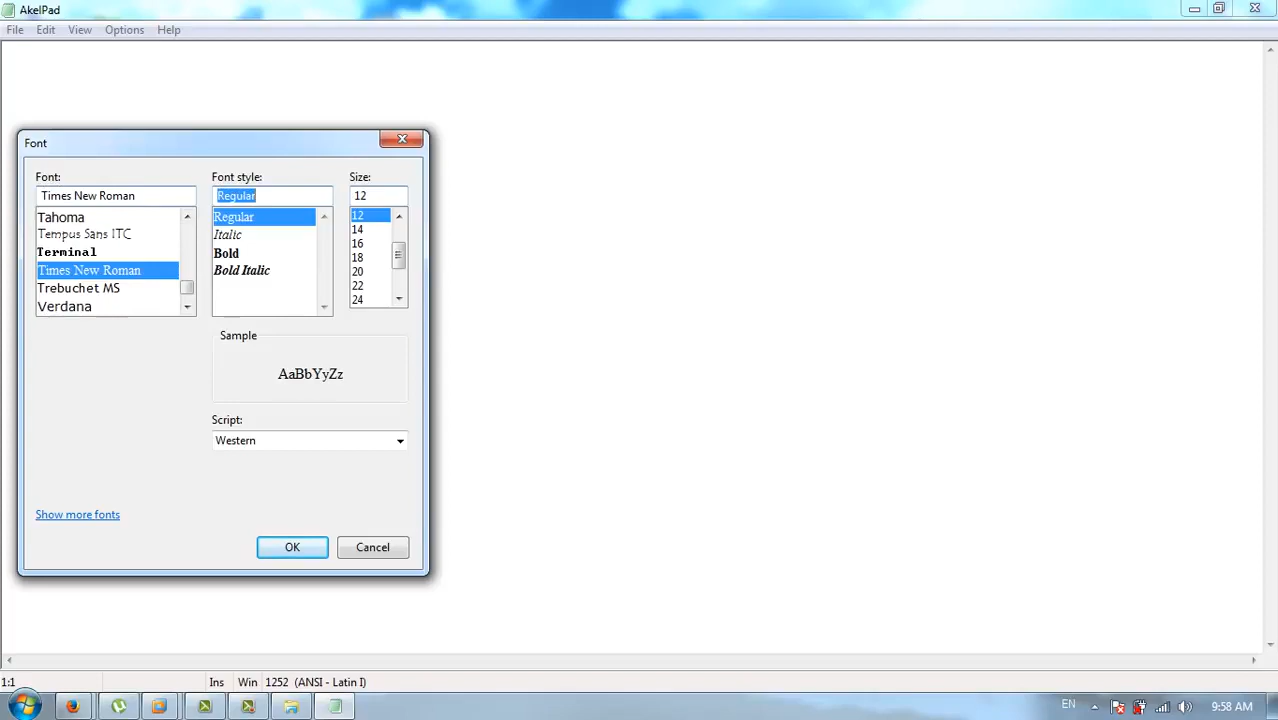 AkelPad
File Edit View Options Help
Font
Font: Font style: Size:
Times New Roman Regular 12
Tahoma Regular 12
Tempus Sans ITC Italic 14
Terminal Bold 16
Times New Roman Bold Italic 18
Trebuchet MS 20
Verdana 22
24
Sample
AaBbYyZz
Script:
Western
Show more fonts
OK Cancel
1:1 Ins Win 1252 (ANSI - Latin I)
EN 9:58 AM